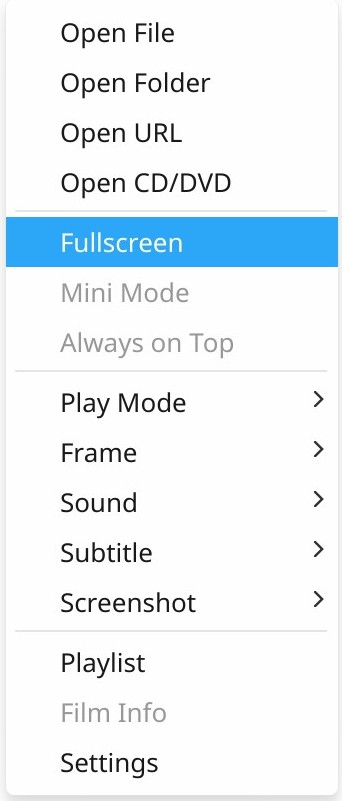 Open File
Open Folder
Open URL
Open CD/DVD
Fullscreen
Mini Mode
Always on Top
Play Mode
Frame
Sound
Subtitle
Screenshot
Playlist
Film Info
Settings